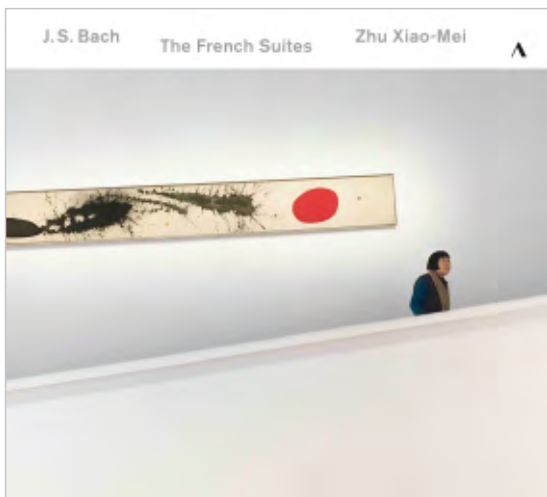 J. S. Bach
The French Suites
Zhu Xiao-Mei